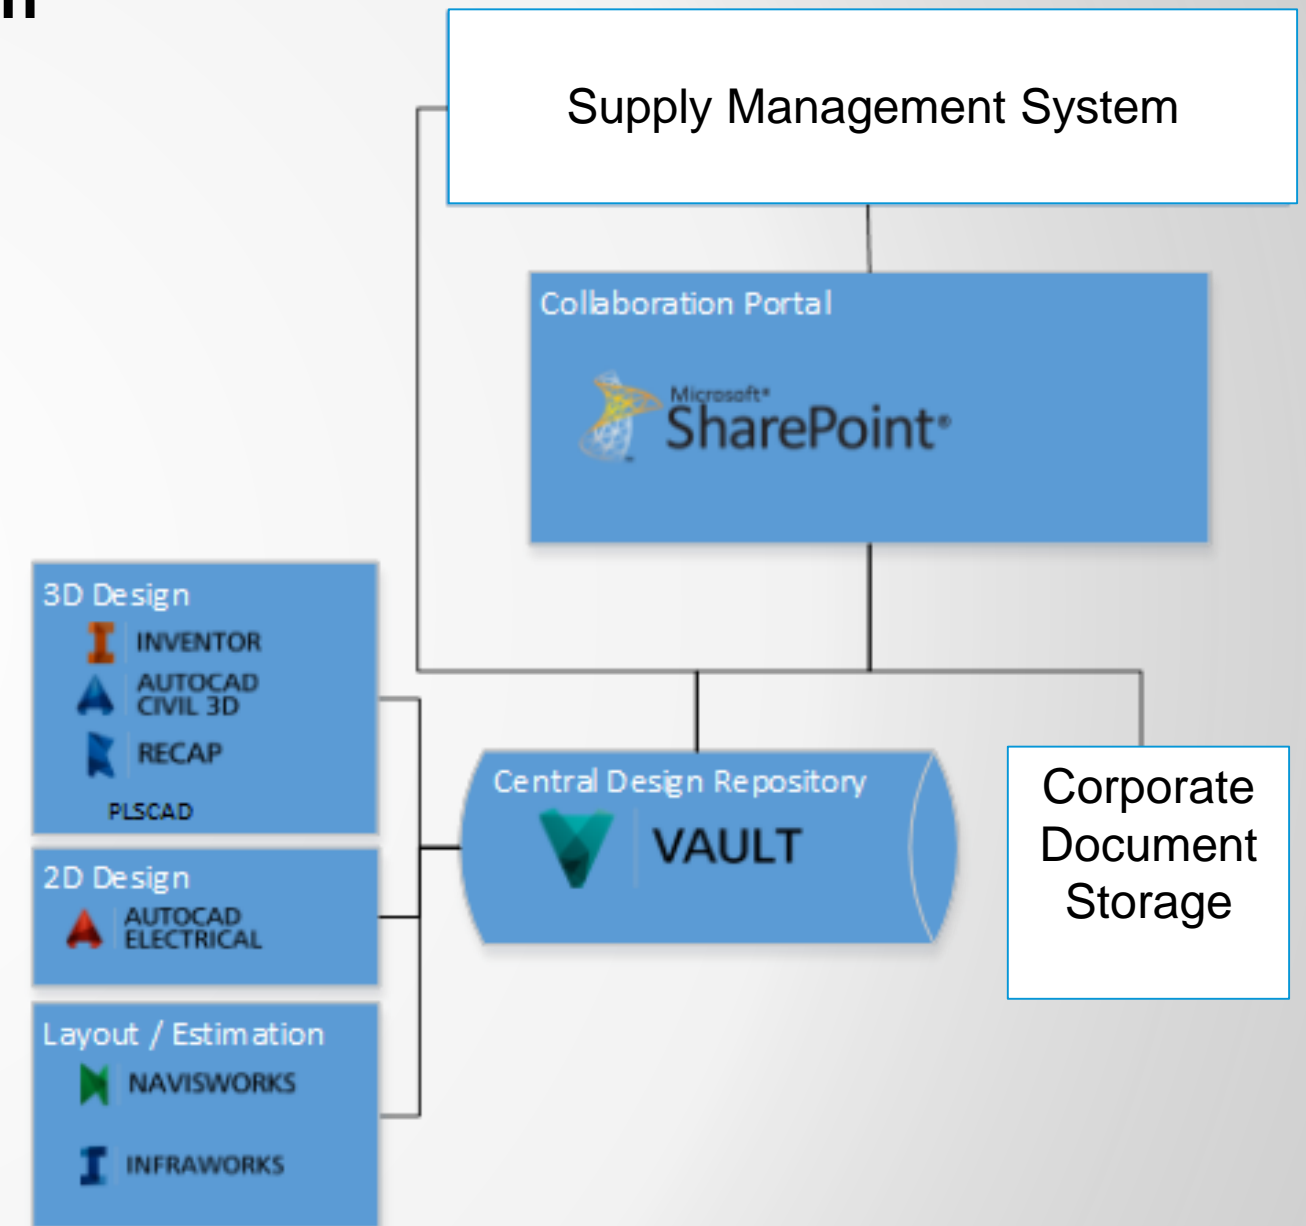 Supply Management System
Collaboration Portal
Microsoft®
SharePoint®
™
3D Design
INVENTOR
AUTOCAD
CIVIL 3D
RECAP
PLSCAD
2D Design
AUTOCAD
ELECTRICAL
Layout / Estimation
NAVISWORKS
INFRAWORKS
Central Design Repository
VAULT
Corporate
Document
Storage